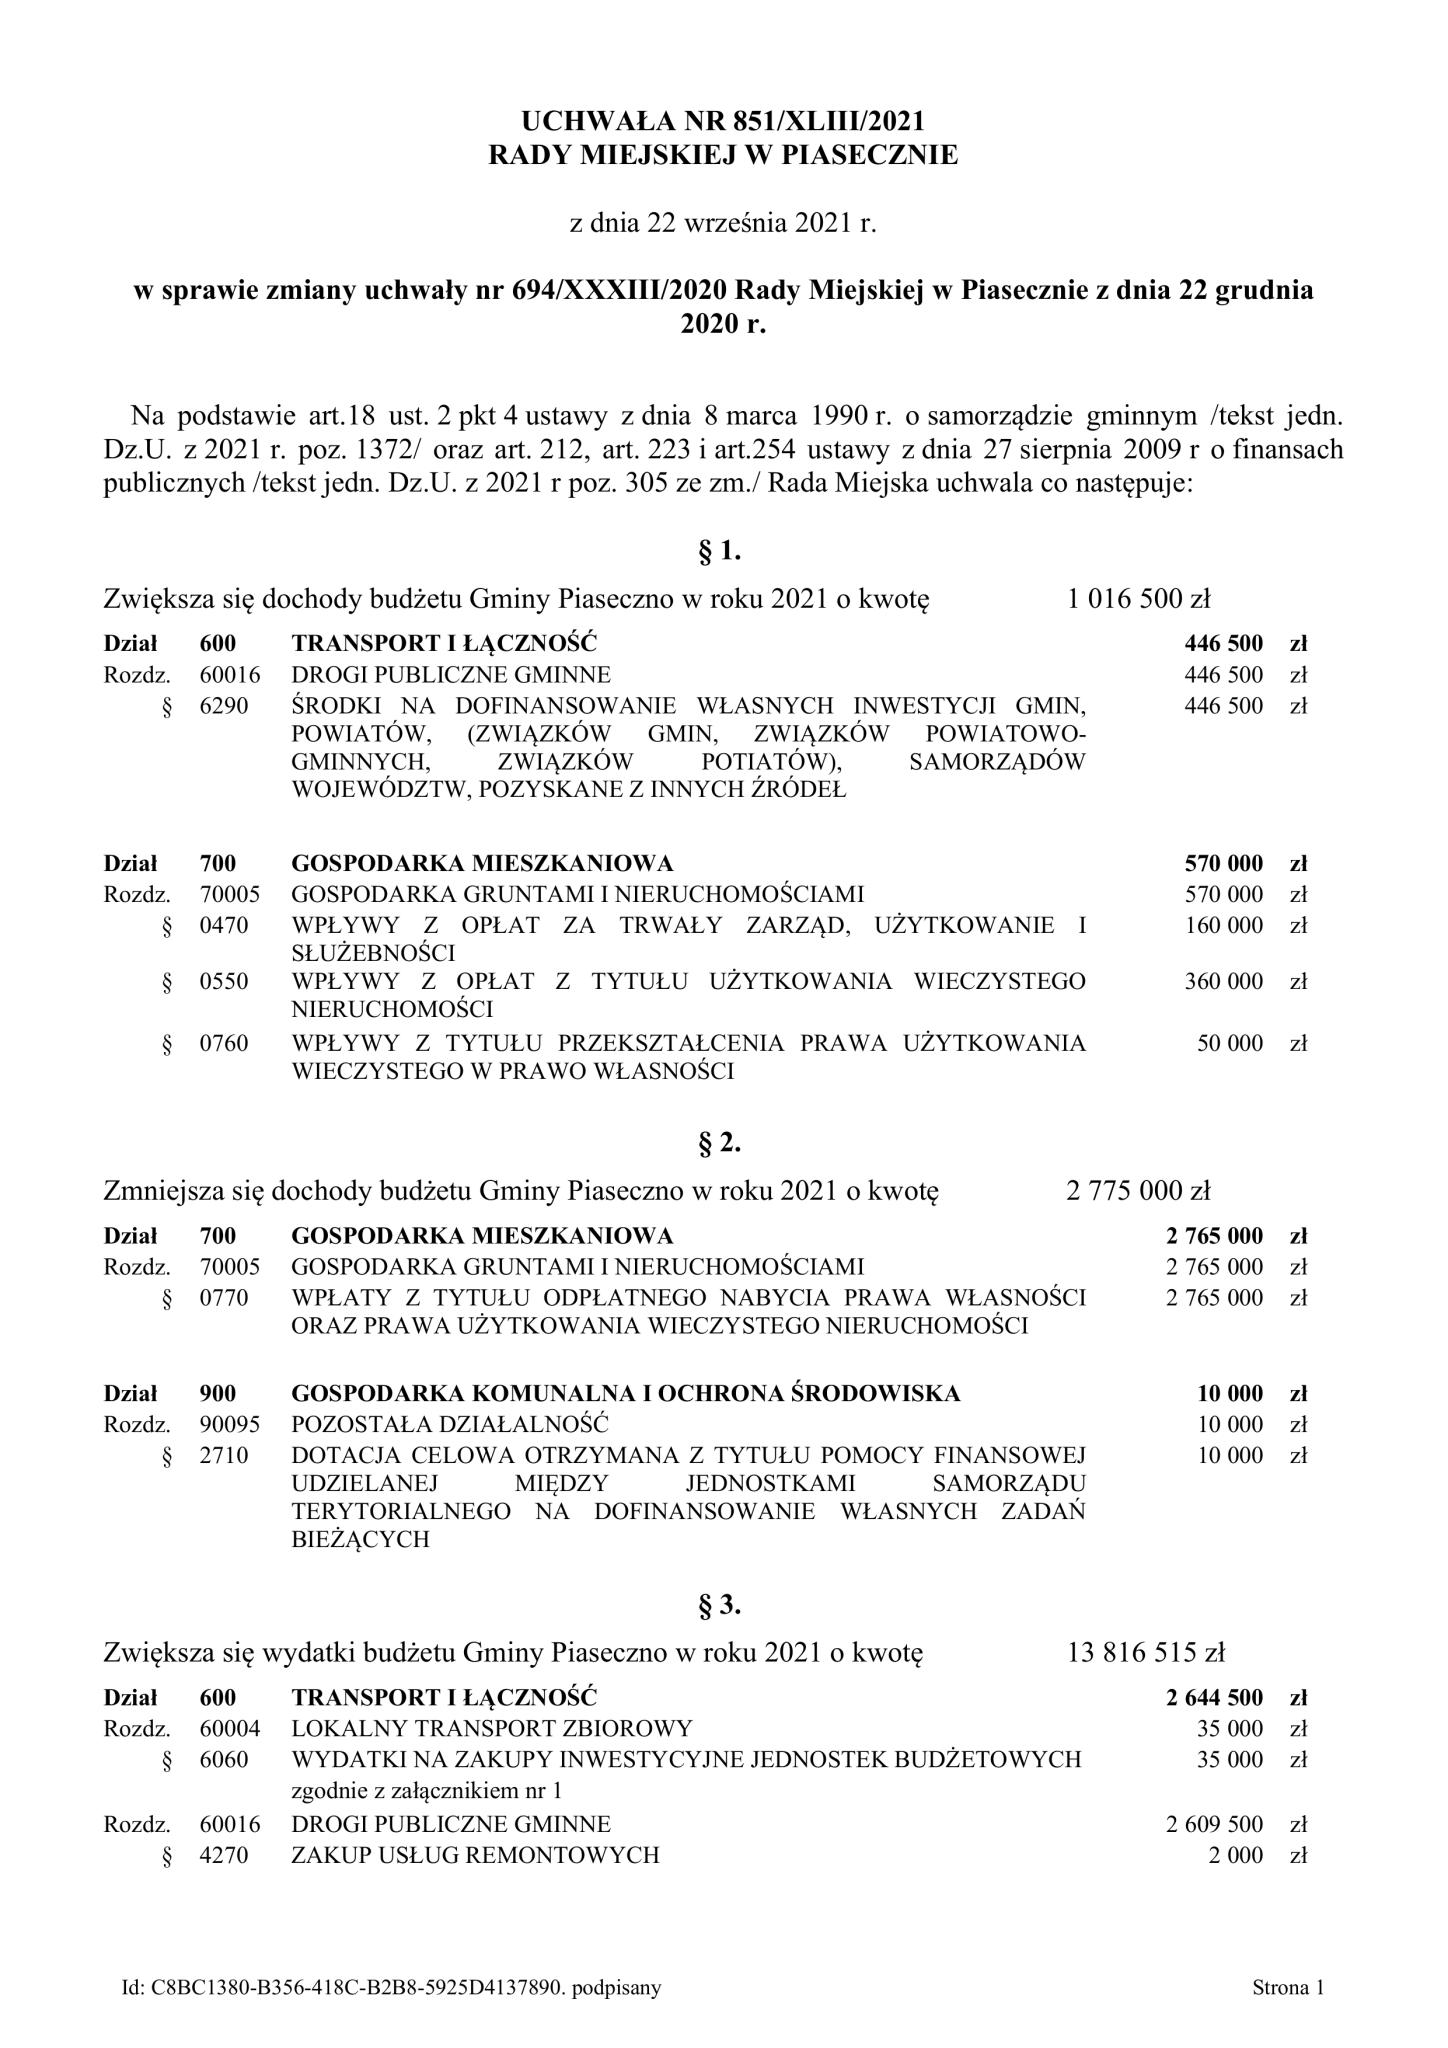 UCHWAŁA NR 851/XLIII/2021
RADY MIEJSKIEJ W PIASECZNIE
z dnia 22 września 2021 r.
w sprawie zmiany uchwały nr 694/XXXIII/2020 Rady Miejskiej w Piasecznie z dnia 22 grudnia
2020 r.
Na podstawie art.18 ust. 2 pkt 4 ustawy z dnia 8 marca 1990 r. o samorządzie gminnym /tekst jedn.
Dz.U. z 2021 r. poz. 1372/ oraz art. 212, art. 223 i art.254 ustawy z dnia 27 sierpnia 2009 r o finansach
publicznych /tekst jedn. Dz.U. z 2021 r poz. 305 ze zm./ Rada Miejska uchwala co następuje:
§ 1.
Zwiększa się dochody budżetu Gminy Piaseczno w roku 2021 o kwotę 1 016 500 zł
Dział 600 TRANSPORT I ŁĄCZNOŚĆ 446 500 zł
Rozdz. 60016 DROGI PUBLICZNE GMINNE 446 500 zł
§ 6290 ŚRODKI NA DOFINANSOWANIE WŁASNYCH INWESTYCJI GMIN, 446 500 zł
POWIATÓW, (ZWIĄZKÓW GMIN, ZWIĄZKÓW POWIATOWO-
GMINNYCH, ZWIĄZKÓW POTIATÓW), SAMORZĄDÓW
WOJEWÓDZTW, POZYSKANE Z INNYCH ŹRÓDEŁ
Dział 700 GOSPODARKA MIESZKANIOWA 570 000 zł
Rozdz. 70005 GOSPODARKA GRUNTAMI I NIERUCHOMOŚCIAMI 570 000 zł
§ 0470 WPŁYWY Z OPŁAT ZA TRWAŁY ZARZĄD, UŻYTKOWANIE I 160 000 zł
SŁUŻEBNOŚCI
§ 0550 WPŁYWY Z OPŁAT Z TYTUŁU UŻYTKOWANIA WIECZYSTEGO 360 000 zł
NIERUCHOMOŚCI
§ 0760 WPŁYWY Z TYTUŁU PRZEKSZTAŁCENIA PRAWA UŻYTKOWANIA 50 000 zł
WIECZYSTEGO W PRAWO WŁASNOŚCI
§ 2.
Zmniejsza się dochody budżetu Gminy Piaseczno w roku 2021 o kwotę 2 775 000 zł
Dział 700 GOSPODARKA MIESZKANIOWA 2 765 000 zł
Rozdz. 70005 GOSPODARKA GRUNTAMI I NIERUCHOMOŚCIAMI 2 765 000 zł
§ 0770 WPŁATY Z TYTUŁU ODPŁATNEGO NABYCIA PRAWA WŁASNOŚCI 2 765 000 zł
ORAZ PRAWA UŻYTKOWANIA WIECZYSTEGO NIERUCHOMOŚCI
Dział 900 GOSPODARKA KOMUNALNA I OCHRONA ŚRODOWISKA 10 000 zł
Rozdz. 90095 POZOSTAŁA DZIAŁALNOŚĆ 10 000 zł
§ 2710 DOTACJA CELOWA OTRZYMANA Z TYTUŁU POMOCY FINANSOWEJ 10 000 zł
UDZIELANEJ MIĘDZY JEDNOSTKAMI SAMORZĄDU
TERYTORIALNEGO NA DOFINANSOWANIE WŁASNYCH ZADAŃ
BIEŻĄCYCH
§ 3.
Zwiększa się wydatki budżetu Gminy Piaseczno w roku 2021 o kwotę 13 816 515 zł
Dział 600 TRANSPORT I ŁĄCZNOŚĆ 2 644 500 zł
Rozdz. 60004 LOKALNY TRANSPORT ZBIOROWY 35 000 zł
§ 6060 WYDATKI NA ZAKUPY INWESTYCYJNE JEDNOSTEK BUDŻETOWYCH 35 000 zł
zgodnie z załącznikiem nr 1
Rozdz. 60016 DROGI PUBLICZNE GMINNE 2 609 500 zł
§ 4270 ZAKUP USŁUG REMONTOWYCH 2 000 zł
Id: C8BC1380-B356-418C-B2B8-5925D4137890. podpisany Strona 1